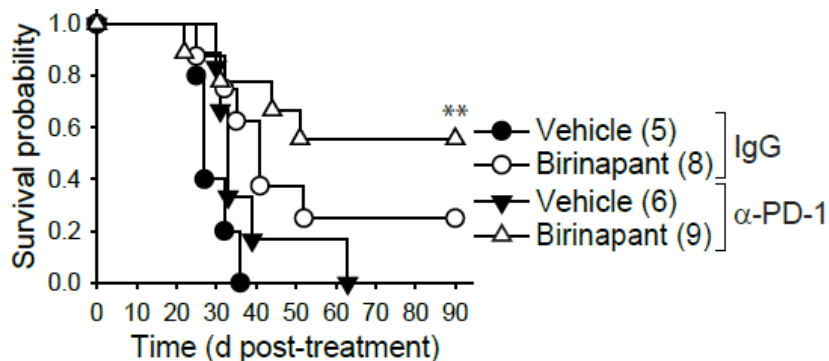 Survival probability
1.0
0.8
0.6
0.4
0.2
0.0
0 10 20 30 40 50 60 70 80 90
Time (d post-treatment)
**
Vehicle (5)
Birinapant (8)
IgG
Vehicle (6)
Birinapant (9)
α-PD-1